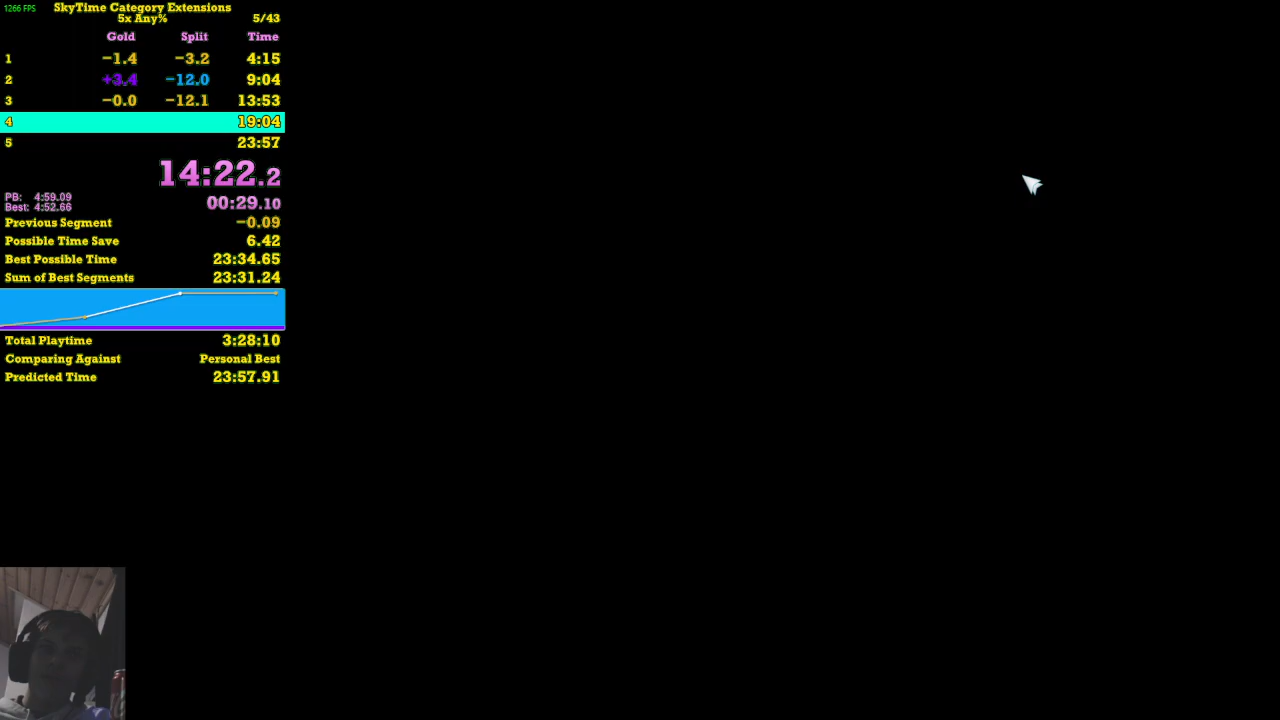 1266 FPS
SkyTime Category Extensions
5x Any% 5/43
Gold Split Time
1 −1.4 −3.2 4:15
2 +3.4 −12.0 9:04
3 −0.0 −12.1 13:53
4 19:04
5 23:57
14:22.2
PB: 4:59.09
Best: 4:52.66
00:29.10
Previous Segment −0.09
Possible Time Save 6.42
Best Possible Time 23:34.65
Sum of Best Segments 23:31.24
Total Playtime 3:28:10
Comparing Against Personal Best
Predicted Time 23:57.91